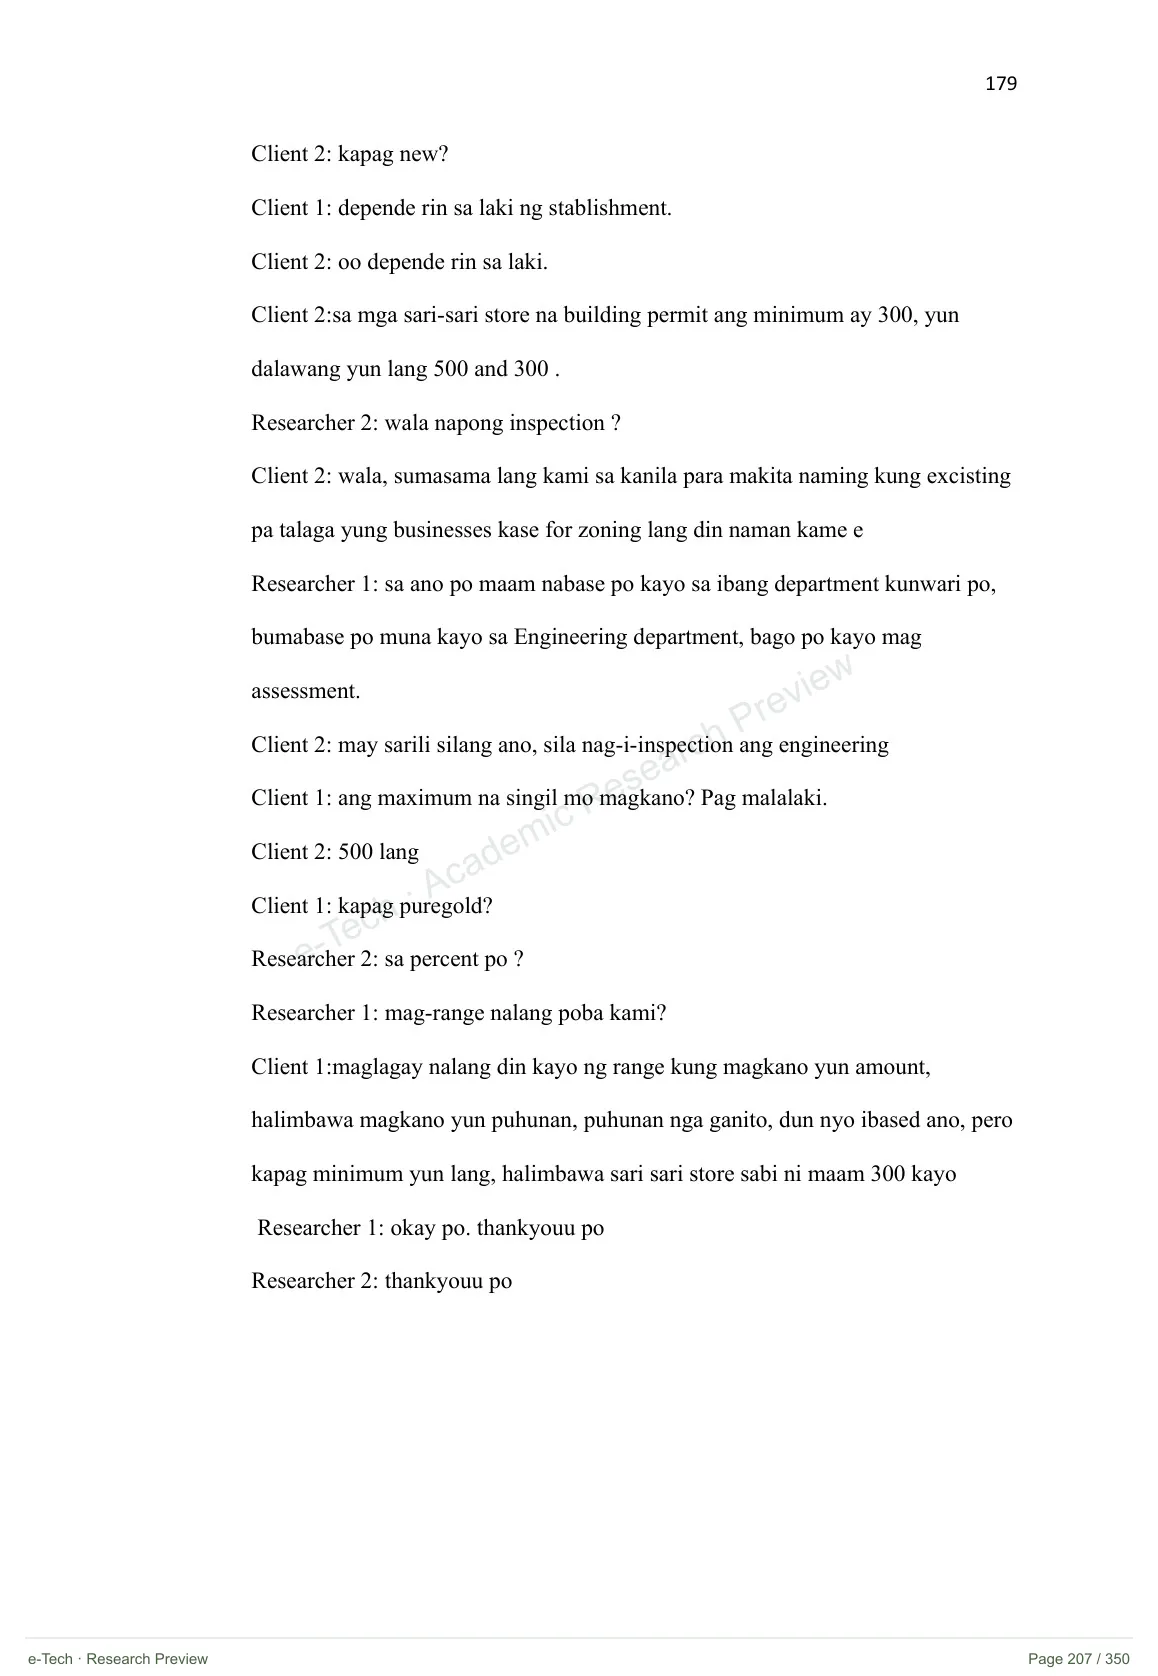 179
Client 2: kapag new?
Client 1: depende rin sa laki ng stablishment.
Client 2: oo depende rin sa laki.
Client 2:sa mga sari-sari store na building permit ang minimum ay 300, yun
dalawang yun lang 500 and 300 .
Researcher 2: wala napong inspection ?
Client 2: wala, sumasama lang kami sa kanila para makita naming kung excisting
pa talaga yung businesses kase for zoning lang din naman kame e
Researcher 1: sa ano po maam nabase po kayo sa ibang department kunwari po,
bumabase po muna kayo sa Engineering department, bago po kayo mag
assessment.
Client 2: may sarili silang ano, sila nag-i-inspection ang engineering
Client 1: ang maximum na singil mo magkano? Pag malalaki.
Client 2: 500 lang
Client 1: kapag puregold?
Researcher 2: sa percent po ?
Researcher 1: mag-range nalang poba kami?
Client 1:maglagay nalang din kayo ng range kung magkano yun amount,
halimbawa magkano yun puhunan, puhunan nga ganito, dun nyo ibased ano, pero
kapag minimum yun lang, halimbawa sari sari store sabi ni maam 300 kayo
Researcher 1: okay po. thankyouu po
Researcher 2: thankyouu po
e-Tech · Academic Research Preview
e-Tech · Research Preview
Page 207 / 350